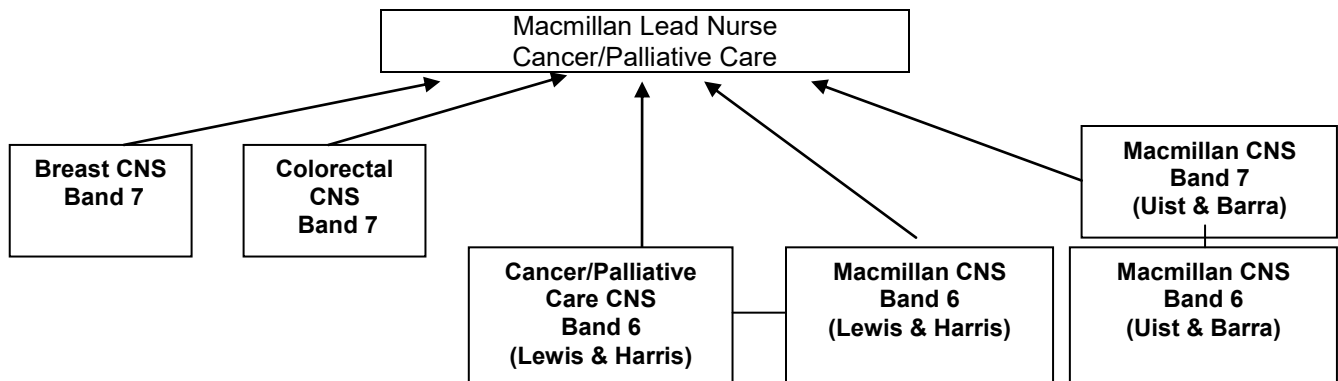 Macmillan Lead Nurse
Cancer/Palliative Care
Breast CNS
Band 7
Colorectal
CNS
Band 7
Macmillan CNS
Band 7
(Uist & Barra)
Cancer/Palliative
Care CNS
Band 6
(Lewis & Harris)
Macmillan CNS
Band 6
(Lewis & Harris)
Macmillan CNS
Band 6
(Uist & Barra)